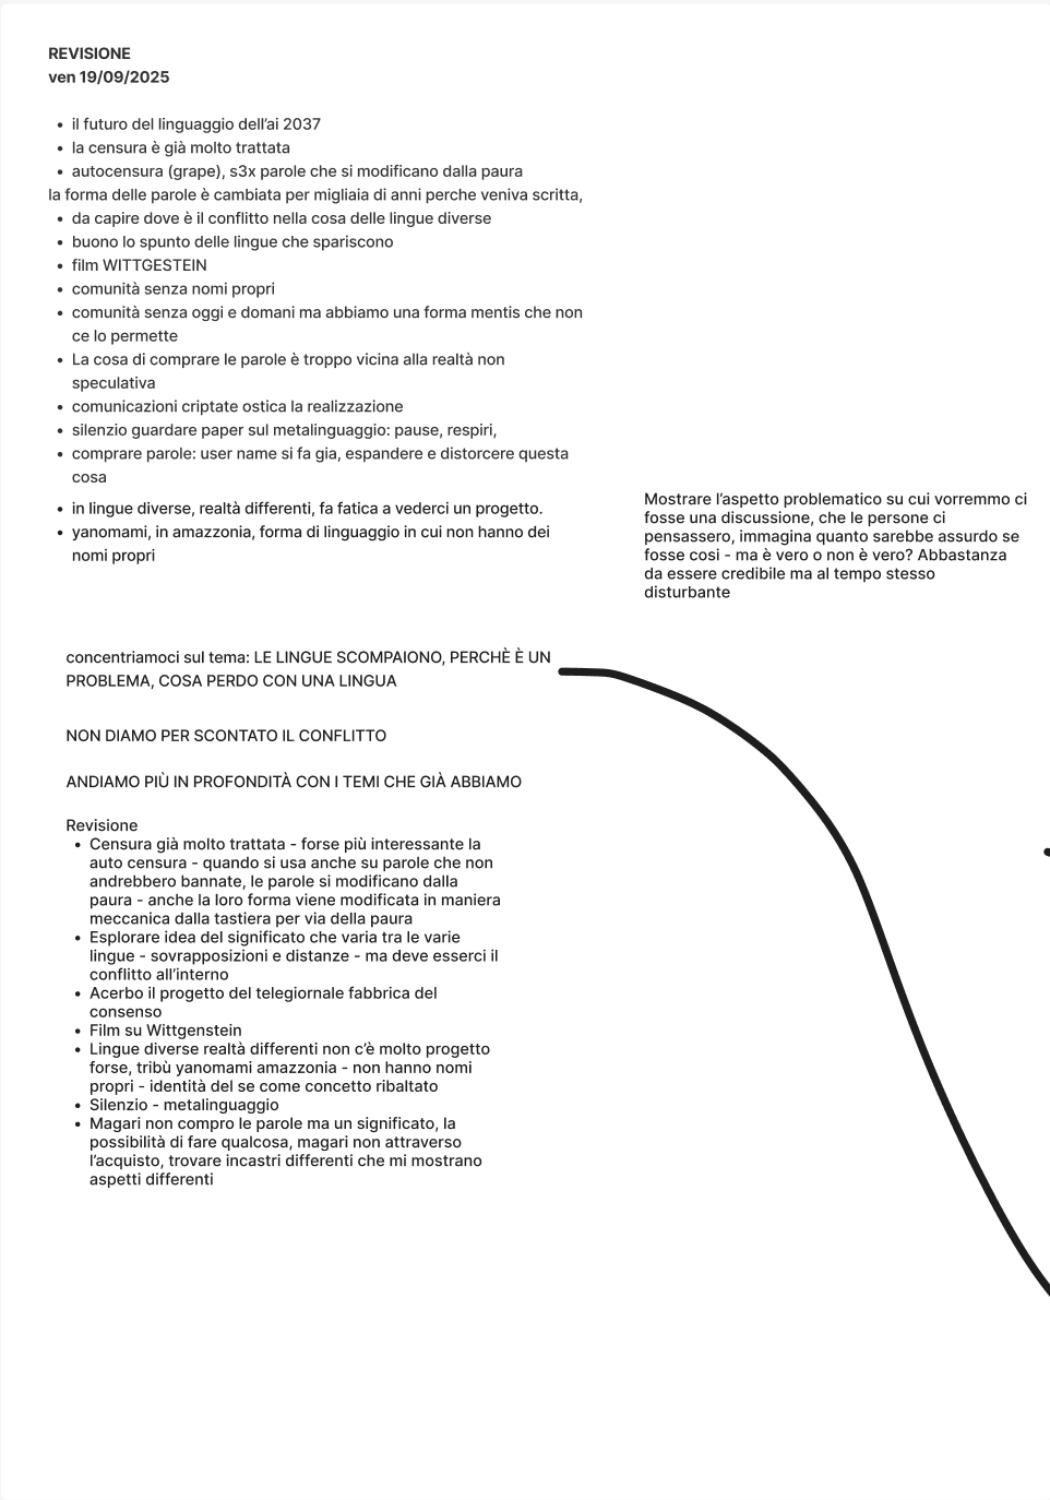 REVISIONE
ven 19/09/2025
• il futuro del linguaggio dell'ai 2037
• la censura è già molto trattata
• autocensura (grape), s3x parole che si modificano dalla paura
la forma delle parole è cambiata per migliaia di anni perche veniva scritta,
• da capire dove è il conflitto nella cosa delle lingue diverse
• buono lo spunto delle lingue che spariscono
• film WITTGESTEIN
• comunità senza nomi propri
• comunità senza oggi e domani ma abbiamo una forma mentis che non
ce lo permette
• La cosa di comprare le parole è troppo vicina alla realtà non
speculativa
• comunicazioni criptate ostica la realizzazione
• silenzio guardare paper sul metalinguaggio: pause, respiri,
• comprare parole: user name si fa gia, espandere e distorcere questa
cosa
• in lingue diverse, realtà differenti, fa fatica a vederci un progetto.
• yanomami, in amazzonia, forma di linguaggio in cui non hanno dei
nomi propri
Mostrare l'aspetto problematico su cui vorremmo ci
fosse una discussione, che le persone ci
pensassero, immagina quanto sarebbe assurdo se
fosse cosi - ma è vero o non è vero? Abbastanza
da essere credibile ma al tempo stesso
disturbante
concentriamoci sul tema: LE LINGUE SCOMPAIONO, PERCHÈ È UN
PROBLEMA, COSA PERDO CON UNA LINGUA
NON DIAMO PER SCONTATO IL CONFLITTO
ANDIAMO PIÙ IN PROFONDITÀ CON I TEMI CHE GIÀ ABBIAMO
Revisione
• Censura già molto trattata - forse più interessante la
auto censura - quando si usa anche su parole che non
andrebbero bannate, le parole si modificano dalla
paura - anche la loro forma viene modificata in maniera
meccanica dalla tastiera per via della paura
• Esplorare idea del significato che varia tra le varie
lingue - sovrapposizioni e distanze - ma deve esserci il
conflitto all'interno
• Acerbo il progetto del telegiornale fabbrica del
consenso
• Film su Wittgenstein
• Lingue diverse realtà differenti non c'è molto progetto
forse, tribù yanomami amazzonia - non hanno nomi
propri - identità del se come concetto ribaltato
• Silenzio - metalinguaggio
• Magari non compro le parole ma un significato, la
possibilità di fare qualcosa, magari non attraverso
l'acquisto, trovare incastri differenti che mi mostrano
aspetti differenti